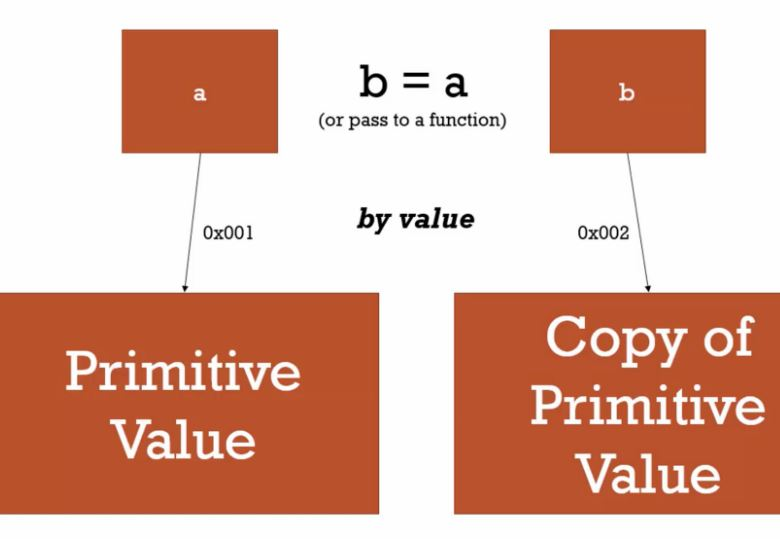 a
b = a
(or pass to a function)
b
by value
0x001
0x002
Primitive
Value
Copy of
Primitive
Value